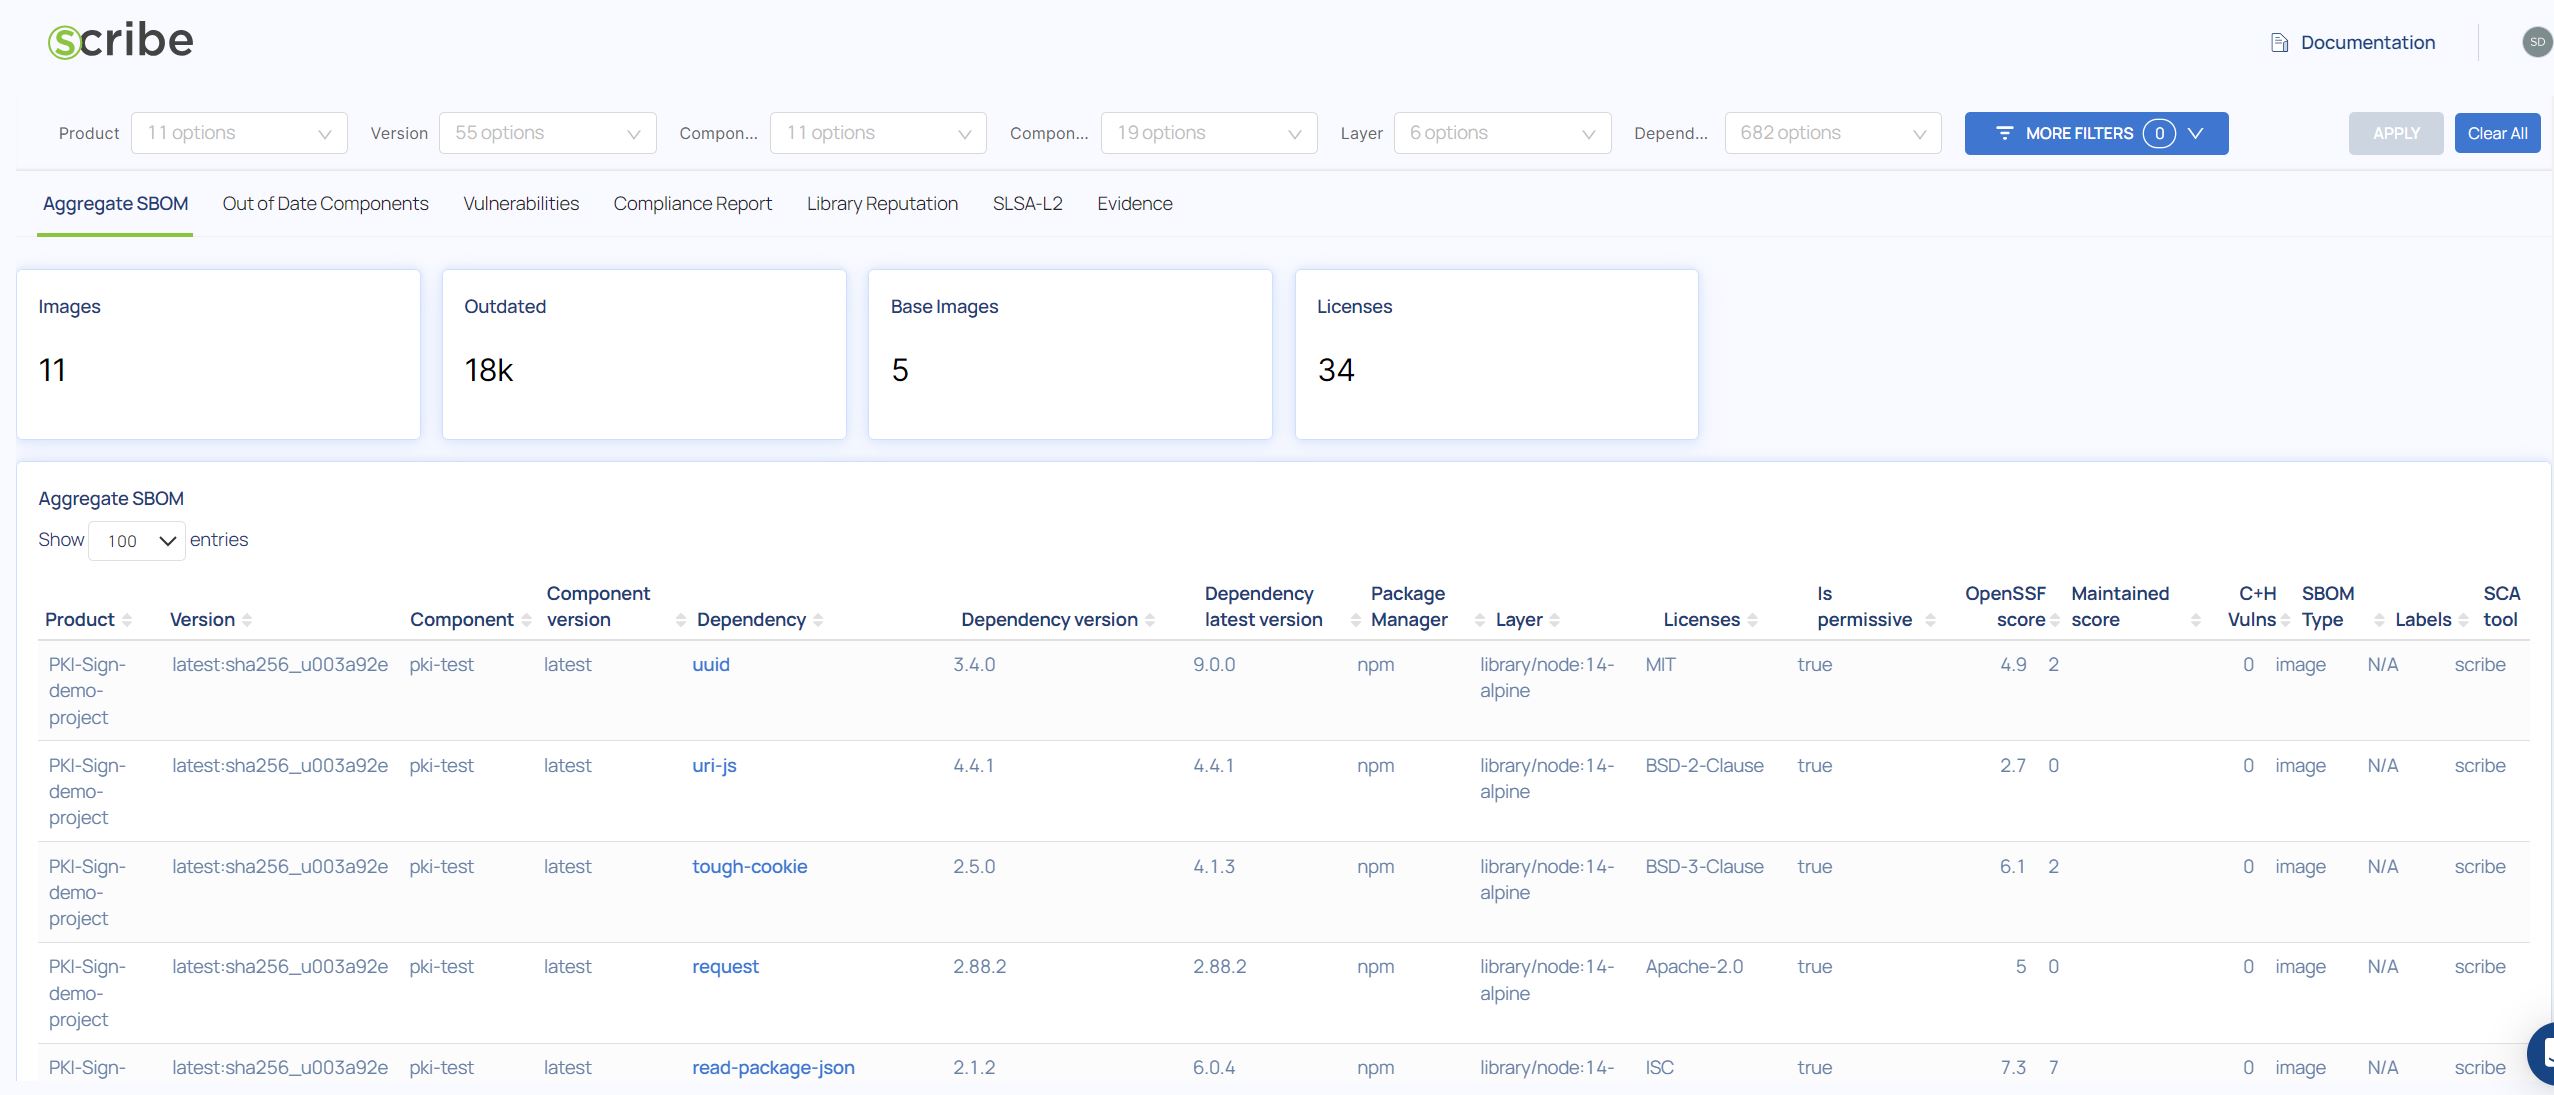 scribe
Documentation
SD
Product 11 options Version 55 options Compon... 11 options Compon... 19 options Layer 6 options Depend... 682 options MORE FILTERS 0 APPLY Clear All
Aggregate SBOM Out of Date Components Vulnerabilities Compliance Report Library Reputation SLSA-L2 Evidence
Images Outdated Base Images Licenses
11 18k 5 34
Aggregate SBOM
Show 100 entries
Component Dependency Package Is OpenSSF Maintained C+H SBOM SCA
Product Version Component version Dependency Dependency version latest version Manager Layer Licenses permissive score score Vulns Type Labels tool
PKI-Sign- latest:sha256_u003a92e pki-test latest uuid 3.4.0 9.0.0 npm library/node:14- MIT true 4.9 2 0 image N/A scribe
demo- alpine
project
PKI-Sign- latest:sha256_u003a92e pki-test latest uri-js 4.4.1 4.4.1 npm library/node:14- BSD-2-Clause true 2.7 0 0 image N/A scribe
demo- alpine
project
PKI-Sign- latest:sha256_u003a92e pki-test latest tough-cookie 2.5.0 4.1.3 npm library/node:14- BSD-3-Clause true 6.1 2 0 image N/A scribe
demo- alpine
project
PKI-Sign- latest:sha256_u003a92e pki-test latest request 2.88.2 2.88.2 npm library/node:14- Apache-2.0 true 5 0 0 image N/A scribe
demo- alpine
project
PKI-Sign- latest:sha256_u003a92e pki-test latest read-package-json 2.1.2 6.0.4 npm library/node:14- ISC true 7.3 7 0 image N/A scribe